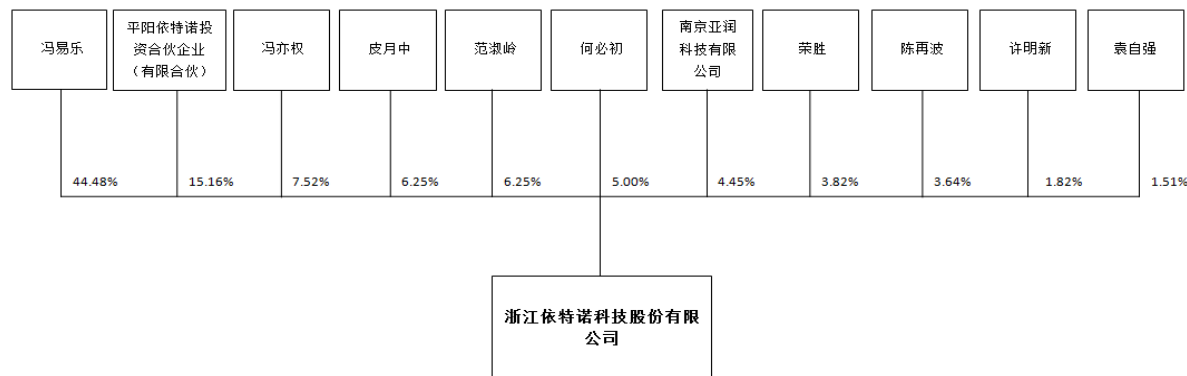 冯易乐
平阳依特诺投
资合伙企业
（有限合伙）
冯亦权
皮月中
范淑岭
何必初
南京亚润
科技有限
公司
荣胜
陈再波
许明新
袁自强
44.48%
15.16%
7.52%
6.25%
6.25%
5.00%
4.45%
3.82%
3.64%
1.82%
1.51%
浙江依特诺科技股份有限
公司